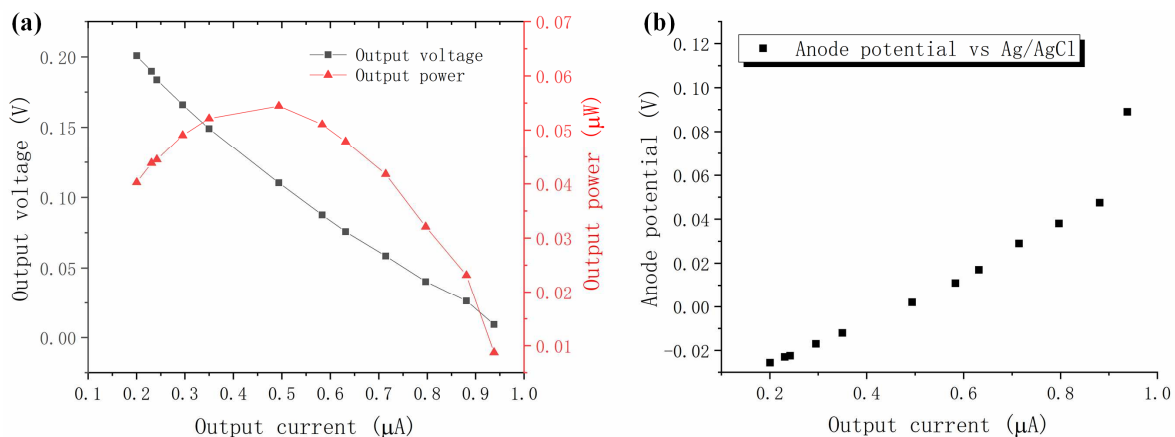 (a)
Output voltage
Output power
Output voltage (V)
0.20
0.15
0.10
0.05
0.00
0.1 0.2 0.3 0.4 0.5 0.6 0.7 0.8 0.9 1.0
Output current (μA)
0.07
0.06
0.05
0.04
0.03
0.02
0.01
Output power (μW)
(b)
Anode potential vs Ag/AgCl
Anode potential (V)
0.12
0.10
0.08
0.06
0.04
0.02
0.00
-0.02
0.2 0.4 0.6 0.8 1.0
Output current (μA)